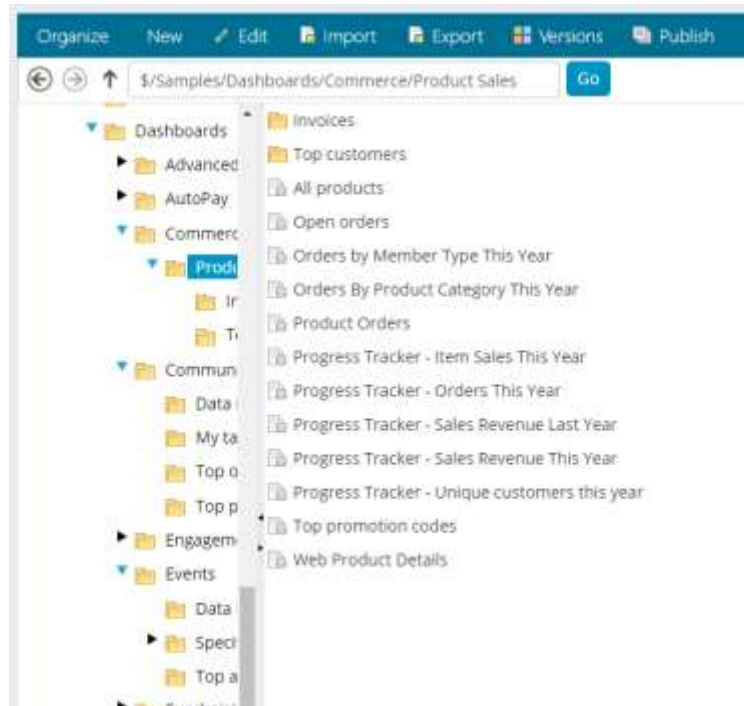 Organize New Edit Import Export Versions Publish
$/Samples/Dashboards/Commerce/Product Sales Go
Dashboards
Advanced
AutoPay
Commerc
Produ
Ir
Communi
Data
My ta
Top o
Top p
Engagem
Events
Data
Speci
Top a
Invoices
Top customers
All products
Open orders
Orders by Member Type This Year
Orders By Product Category This Year
Product Orders
Progress Tracker - Item Sales This Year
Progress Tracker - Orders This Year
Progress Tracker - Sales Revenue Last Year
Progress Tracker - Sales Revenue This Year
Progress Tracker - Unique customers this year
Top promotion codes
Web Product Details